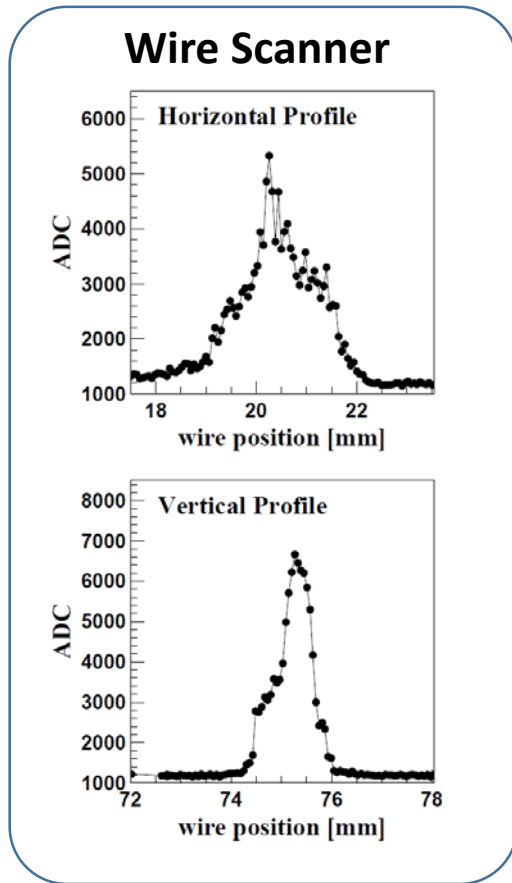 Wire Scanner
Horizontal Profile
6000
5000
4000
3000
2000
1000
ADC
18 20 22
wire position [mm]
Vertical Profile
8000
7000
6000
5000
4000
3000
2000
1000
ADC
72 74 76 78
wire position [mm]